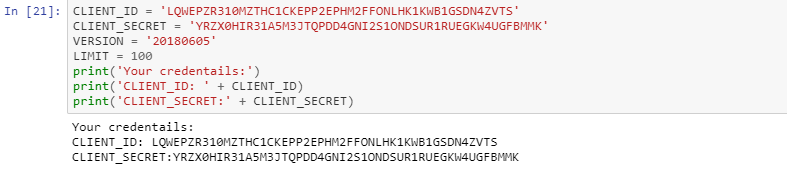 In [21]: CLIENT_ID = 'LQWEPZR310MZTHC1CKEPP2EPHM2FFONLHK1KWB1GSDN4ZVTS'
CLIENT_SECRET = 'YRZX0HIR31A5M3JTQPDD4GNI2S1ONDSUR1RUEGKW4UGFBMMK'
VERSION = '20180605'
LIMIT = 100
print('Your credentails:')
print('CLIENT_ID: ' + CLIENT_ID)
print('CLIENT_SECRET:' + CLIENT_SECRET)
Your credentails:
CLIENT_ID: LQWEPZR310MZTHC1CKEPP2EPHM2FFONLHK1KWB1GSDN4ZVTS
CLIENT_SECRET:YRZX0HIR31A5M3JTQPDD4GNI2S1ONDSUR1RUEGKW4UGFBMMK